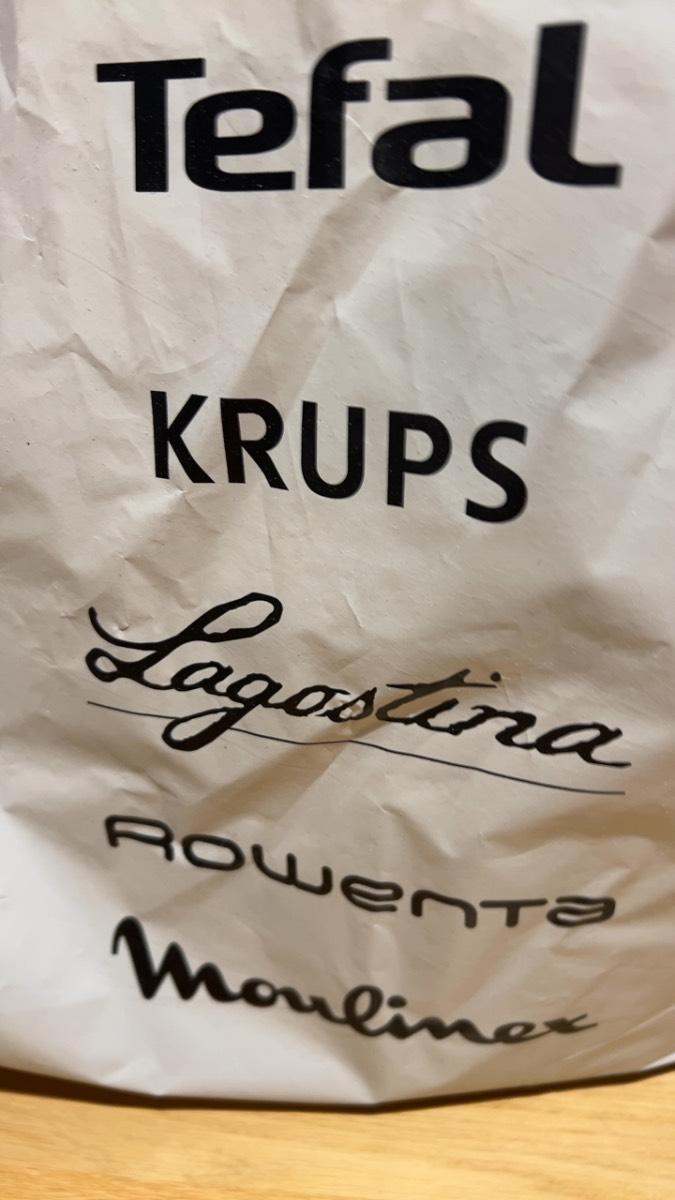 Tefal
KRUPS
Lagostina
ROWENTA
Moulinex